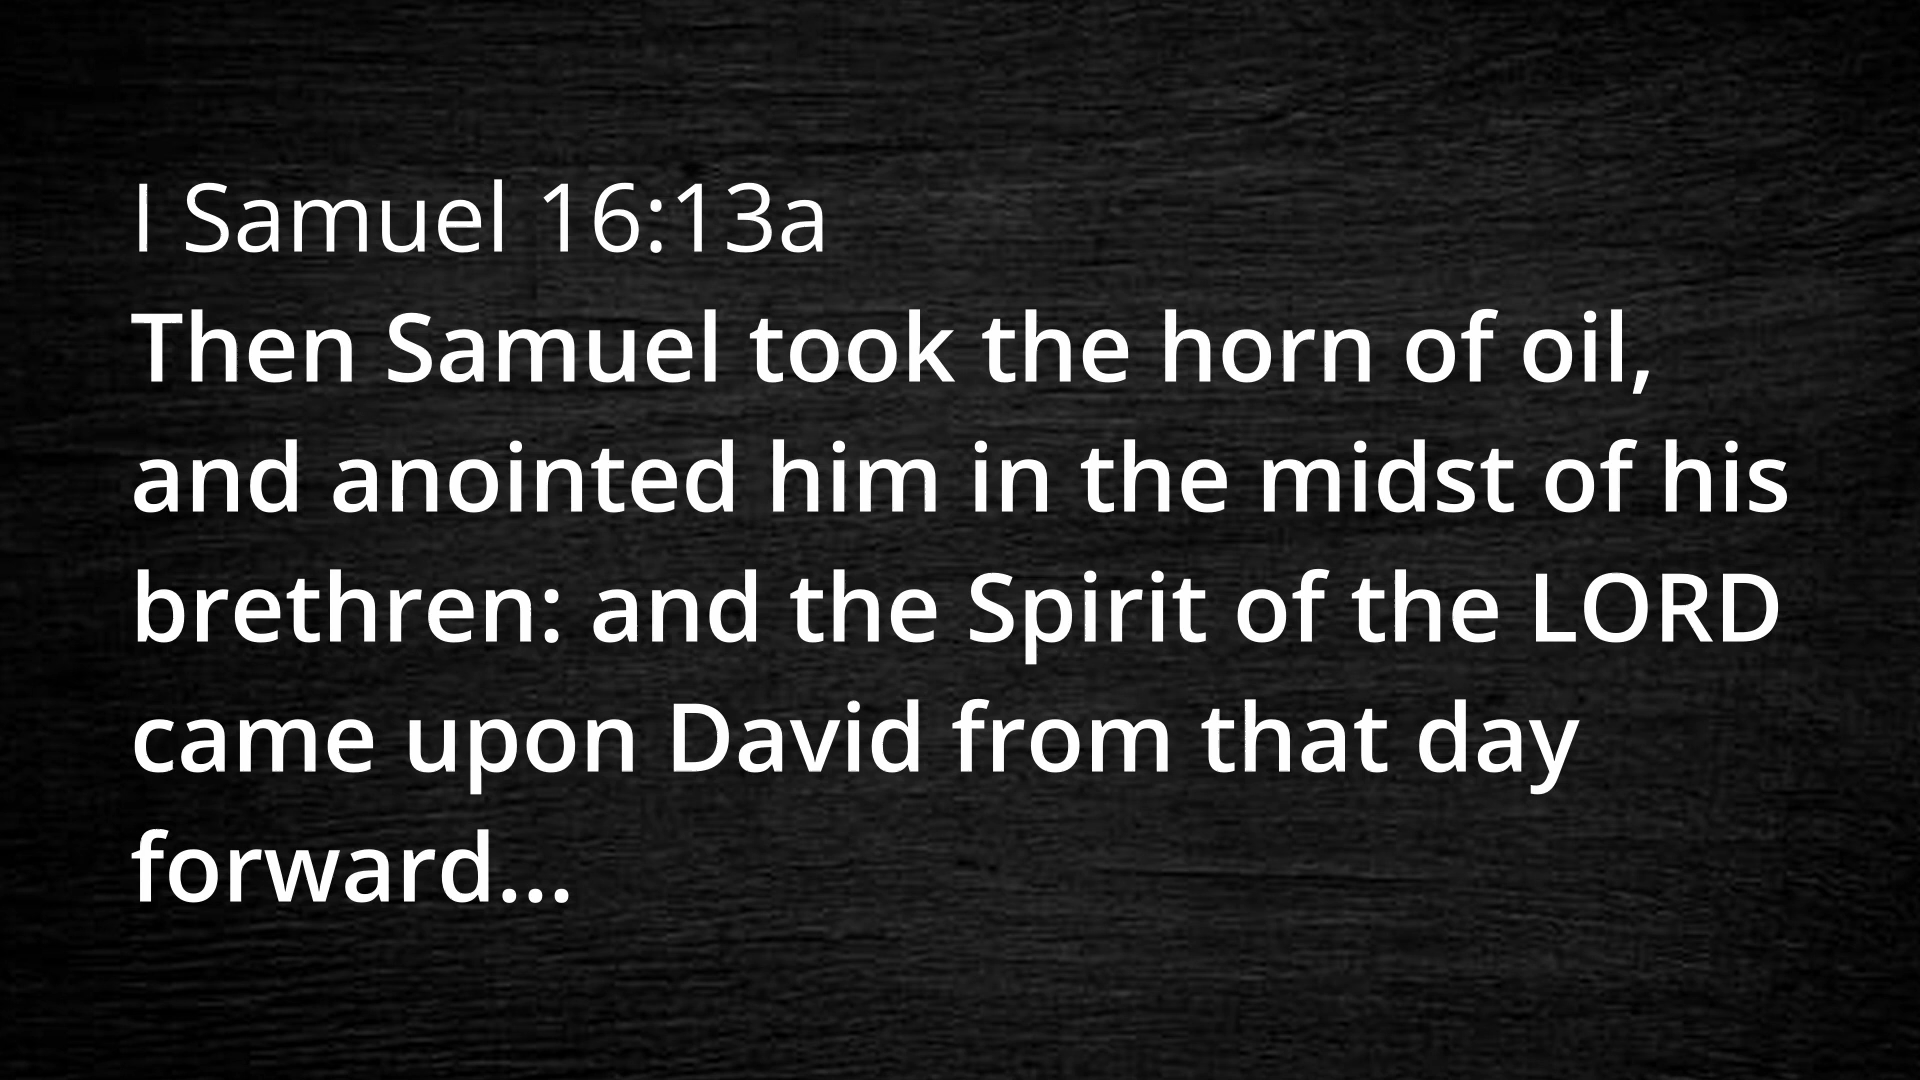 I Samuel 16:13a
Then Samuel took the horn of oil,
and anointed him in the midst of his
brethren: and the Spirit of the LORD
came upon David from that day
forward...